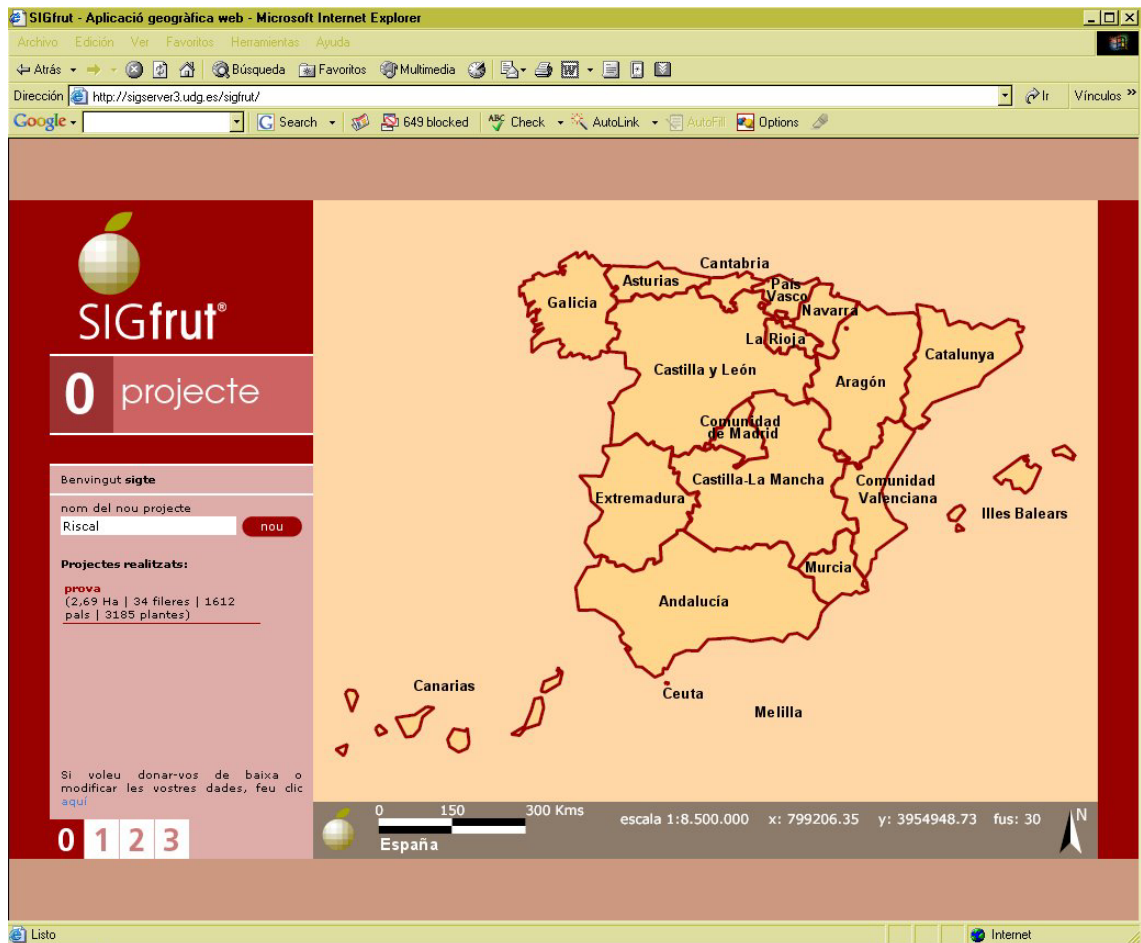 SIGfrut - Aplicació geogràfica web - Microsoft Internet Explorer
Archivo Edición Ver Favoritos Herramientas Ayuda
Atrás Búsqueda Favoritos Multimedia
Dirección http://sigserver3.udg.es/sigfrut/ Ir Vínculos »
Google Search 649 blocked ABC Check AutoLink AutoFill Options
SIGfrut®
0 projecte
Benvingut sigte
nom del nou projecte
Riscal nou
Projectes realitzats:
prova
(2,69 Ha | 34 fileres | 1612
pals | 3185 plantes)
Si voleu donar-vos de baixa o
modificar les vostres dades, feu clic
aquí
0 1 2 3
Cantabria
Asturias
País
Vasco
Galicia
Navarra
La Rioja
Catalunya
Castilla y León
Aragón
Comunidad
de Madrid
Castilla-La Mancha
Comunidad
Valenciana
Extremadura
Illes Balears
Murcia
Andalucía
Canarias
Ceuta
Melilla
0 150 300 Kms
España
escala 1:8.500.000 x: 799206.35 y: 3954948.73 fus: 30
N
Listo Internet